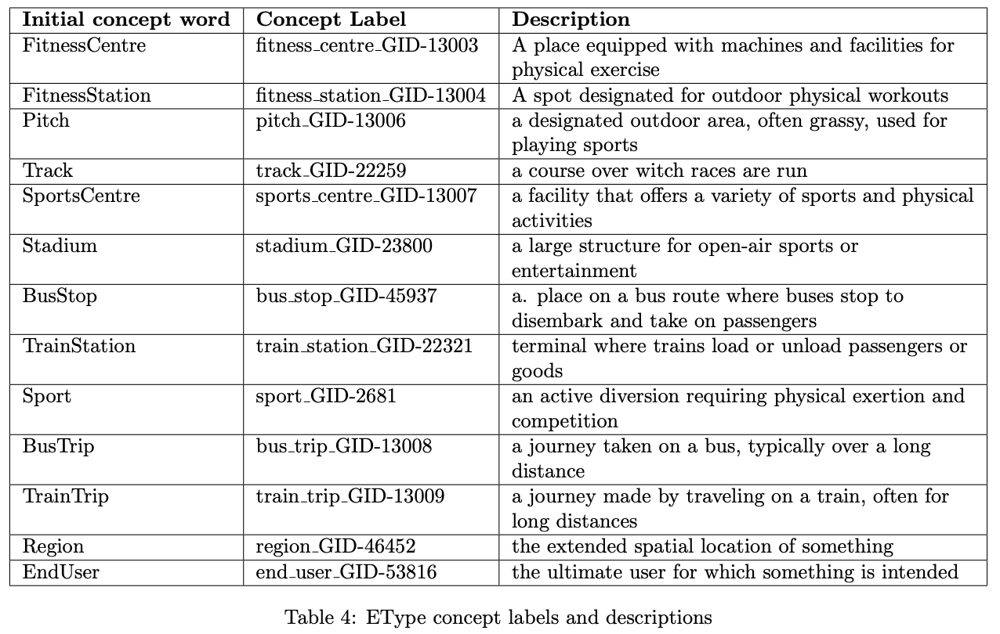 Initial concept word Concept Label Description
FitnessCentre fitness_centre_GID-13003 A place equipped with machines and facilities for
physical exercise
FitnessStation fitness_station_GID-13004 A spot designated for outdoor physical workouts
Pitch pitch_GID-13006 a designated outdoor area, often grassy, used for
playing sports
Track track_GID-22259 a course over witch races are run
SportsCentre sports_centre_GID-13007 a facility that offers a variety of sports and physical
activities
Stadium stadium_GID-23800 a large structure for open-air sports or
entertainment
BusStop bus_stop_GID-45937 a. place on a bus route where buses stop to
disembark and take on passengers
TrainStation train_station_GID-22321 terminal where trains load or unload passengers or
goods
Sport sport_GID-2681 an active diversion requiring physical exertion and
competition
BusTrip bus_trip_GID-13008 a journey taken on a bus, typically over a long
distance
TrainTrip train_trip_GID-13009 a journey made by traveling on a train, often for
long distances
Region region_GID-46452 the extended spatial location of something
EndUser end_user_GID-53816 the ultimate user for which something is intended
Table 4: EType concept labels and descriptions